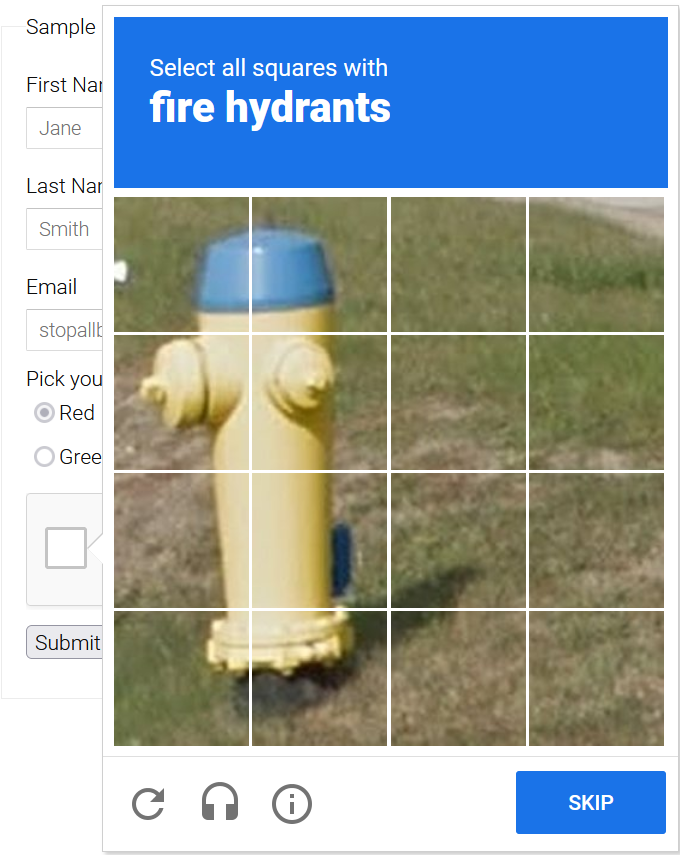 Sample
Select all squares with
fire hydrants
First Nar
Jane
Last Nar
Smith
Email
stopallb
Pick you
Red
Gree
Submit
SKIP